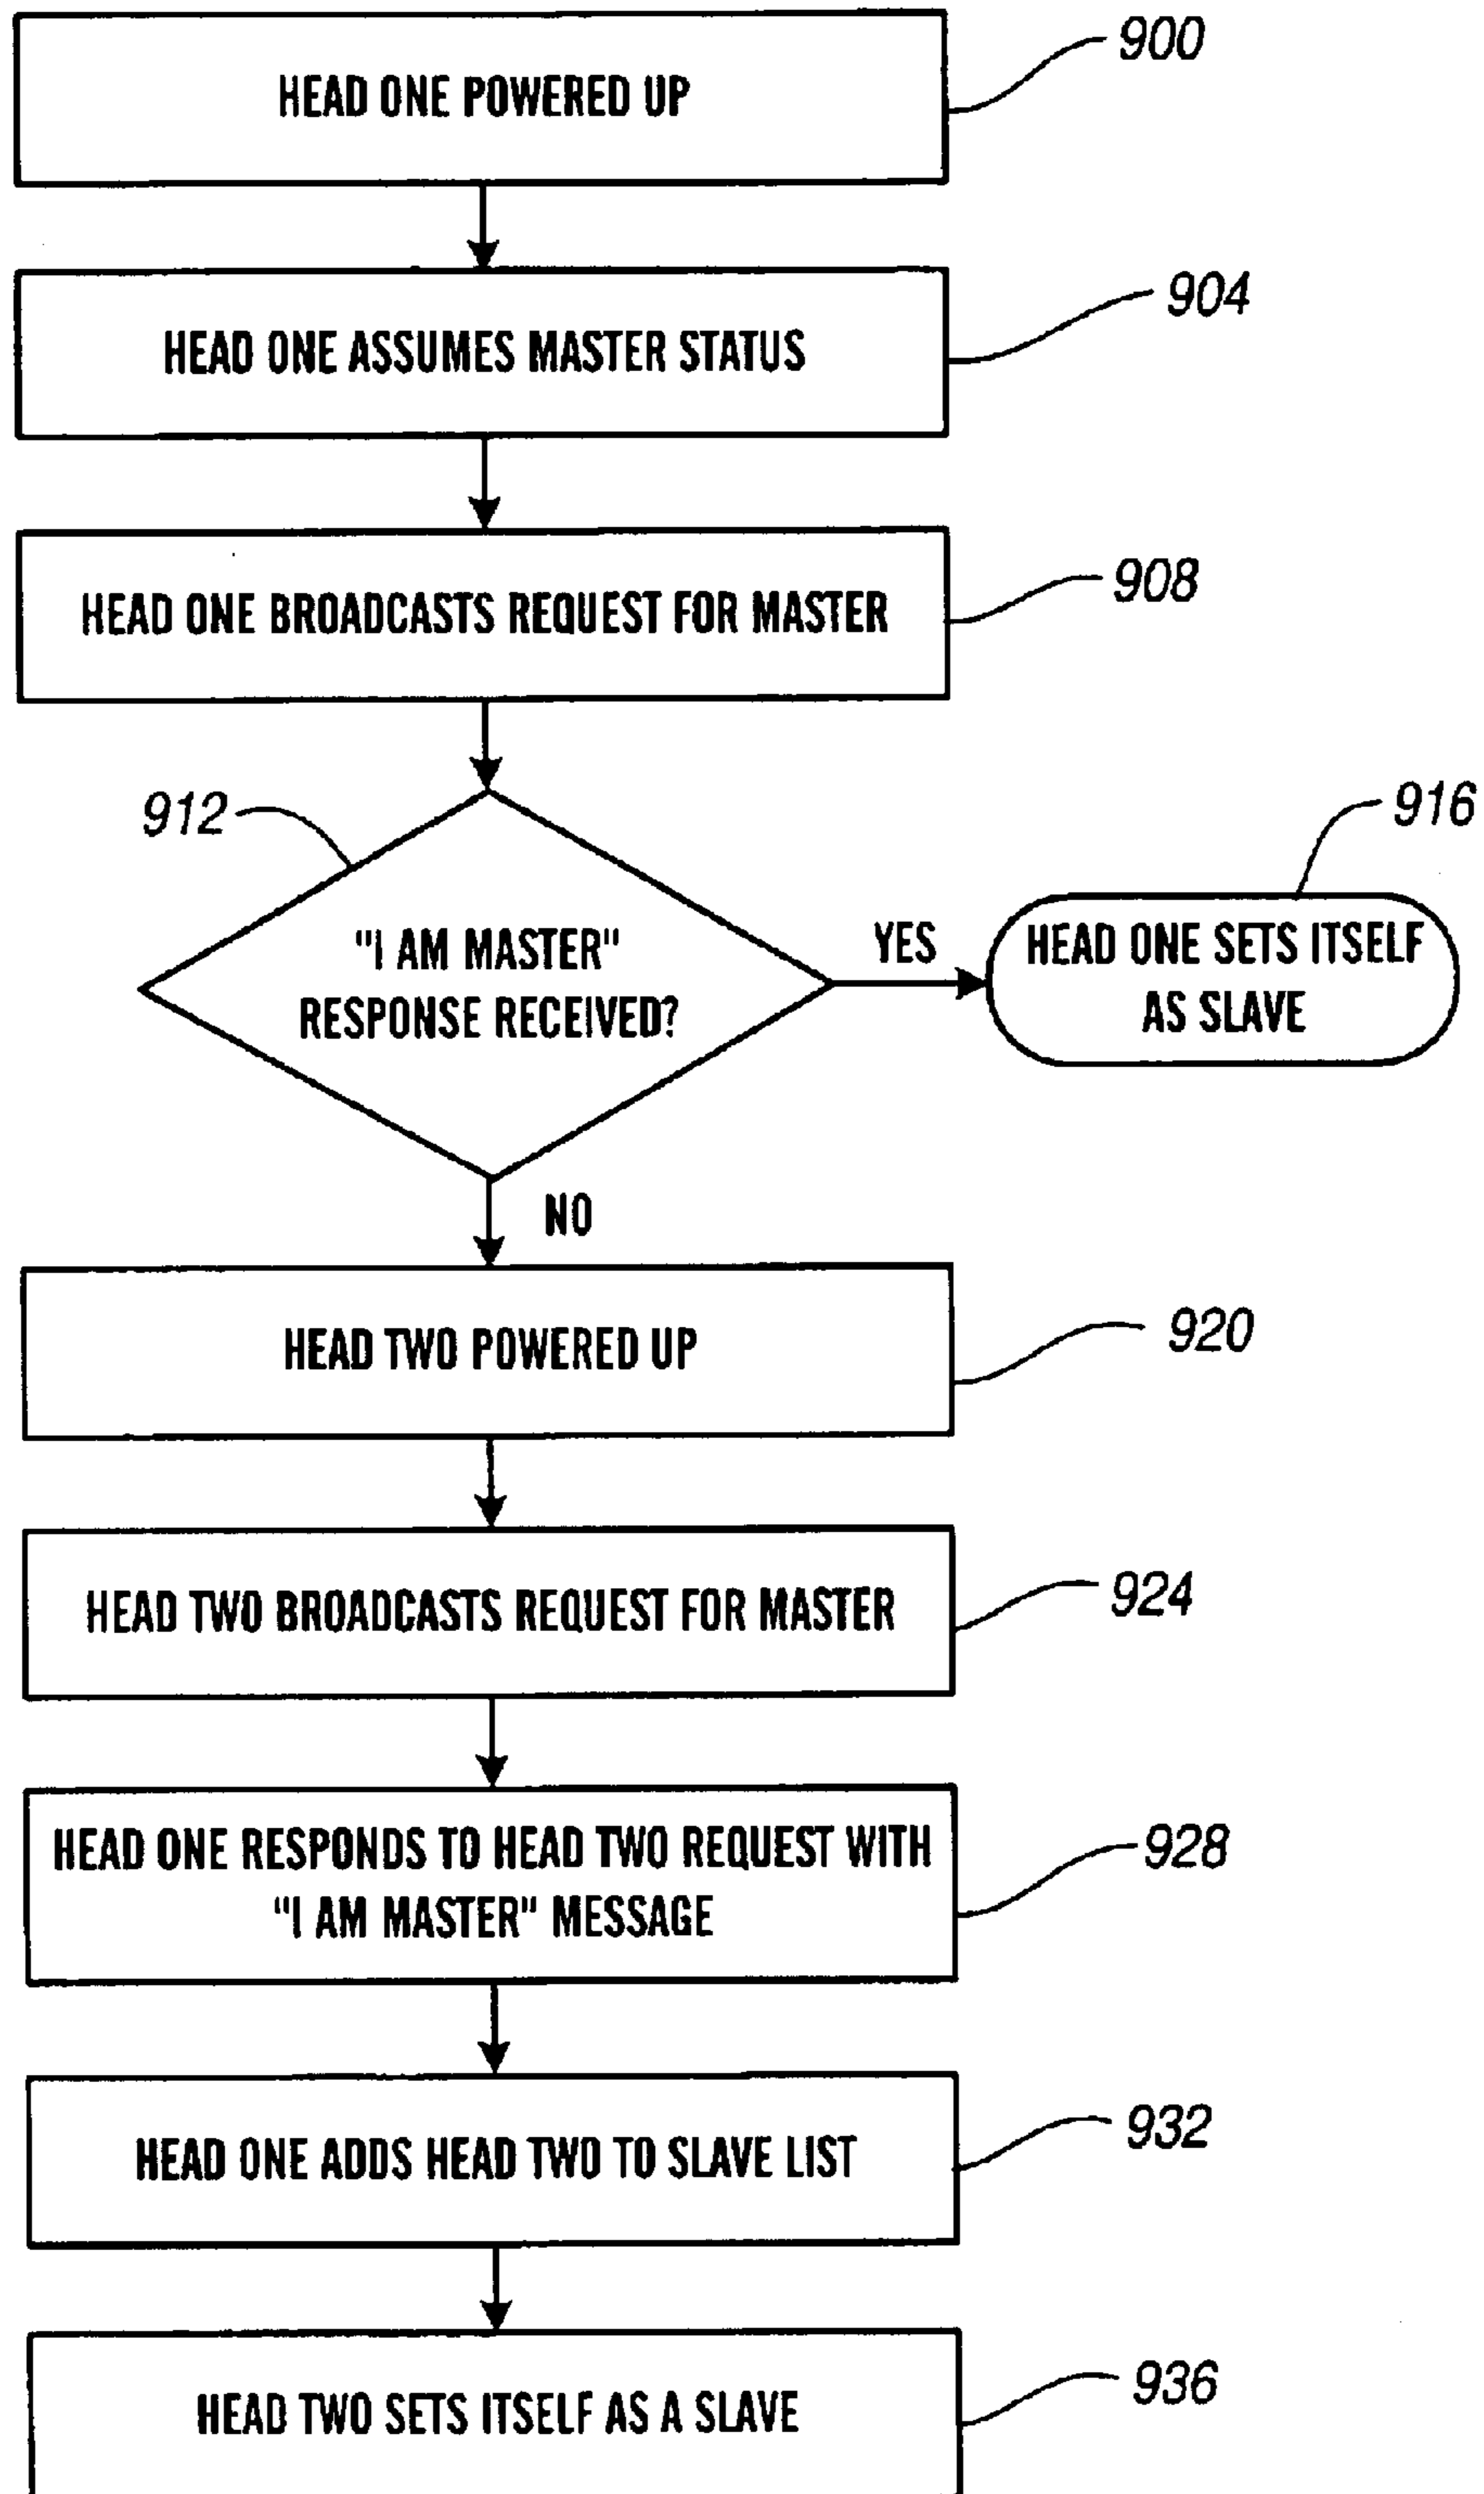 HEAD ONE POWERED UP
900
HEAD ONE ASSUMES MASTER STATUS
904
HEAD ONE BROADCASTS REQUEST FOR MASTER
908
912
"I AM MASTER"
RESPONSE RECEIVED?
YES
916
HEAD ONE SETS ITSELF
AS SLAVE
NO
HEAD TWO POWERED UP
920
HEAD TWO BROADCASTS REQUEST FOR MASTER
924
HEAD ONE RESPONDS TO HEAD TWO REQUEST WITH
"I AM MASTER" MESSAGE
928
HEAD ONE ADDS HEAD TWO TO SLAVE LIST
932
HEAD TWO SETS ITSELF AS A SLAVE
936